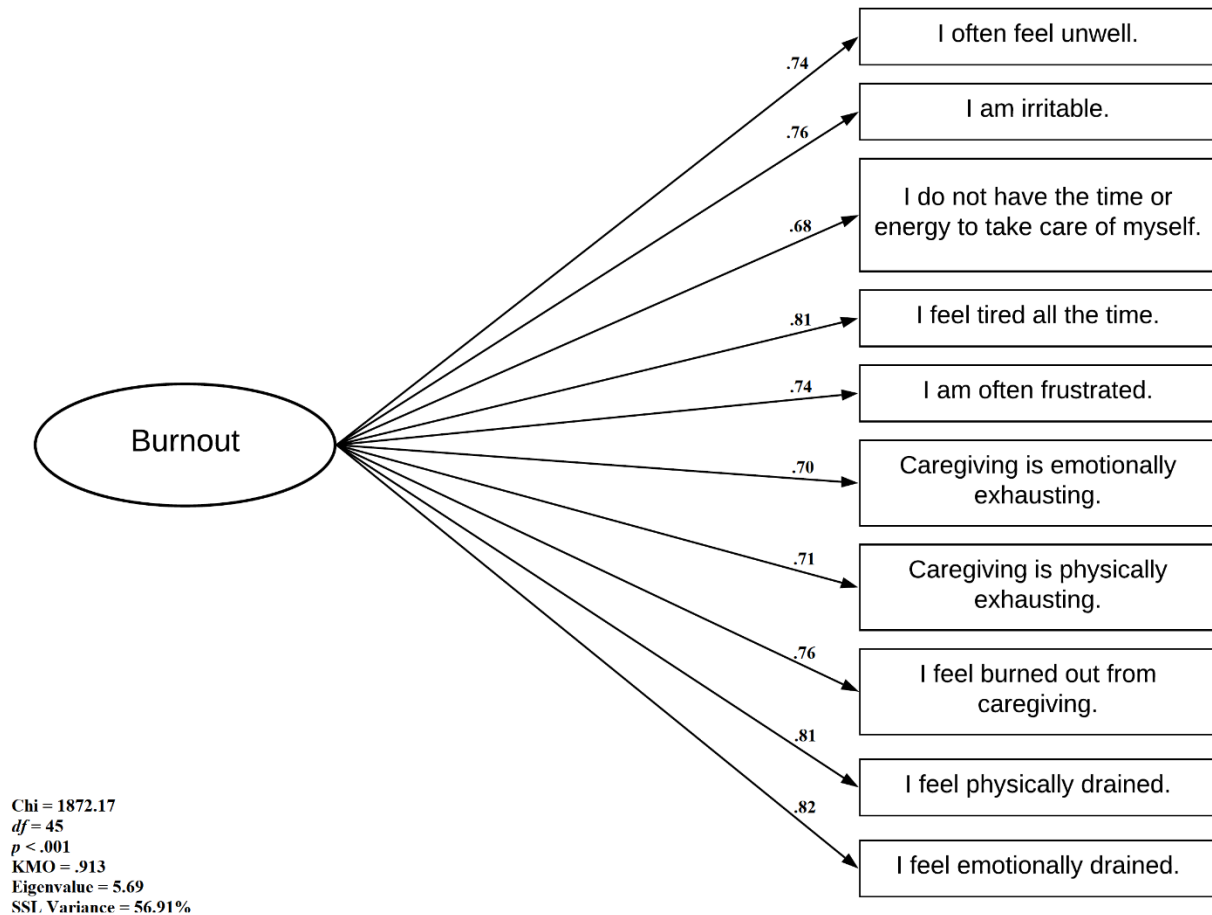 I often feel unwell.
.74
I am irritable.
.76
I do not have the time or
energy to take care of myself.
.68
I feel tired all the time.
.81
I am often frustrated.
.74
Burnout
Caregiving is emotionally
exhausting.
.70
Caregiving is physically
exhausting.
.71
I feel burned out from
caregiving.
.76
I feel physically drained.
.81
I feel emotionally drained.
.82
Chi = 1872.17
df = 45
p < .001
KMO = .913
Eigenvalue = 5.69
SSL Variance = 56.91%